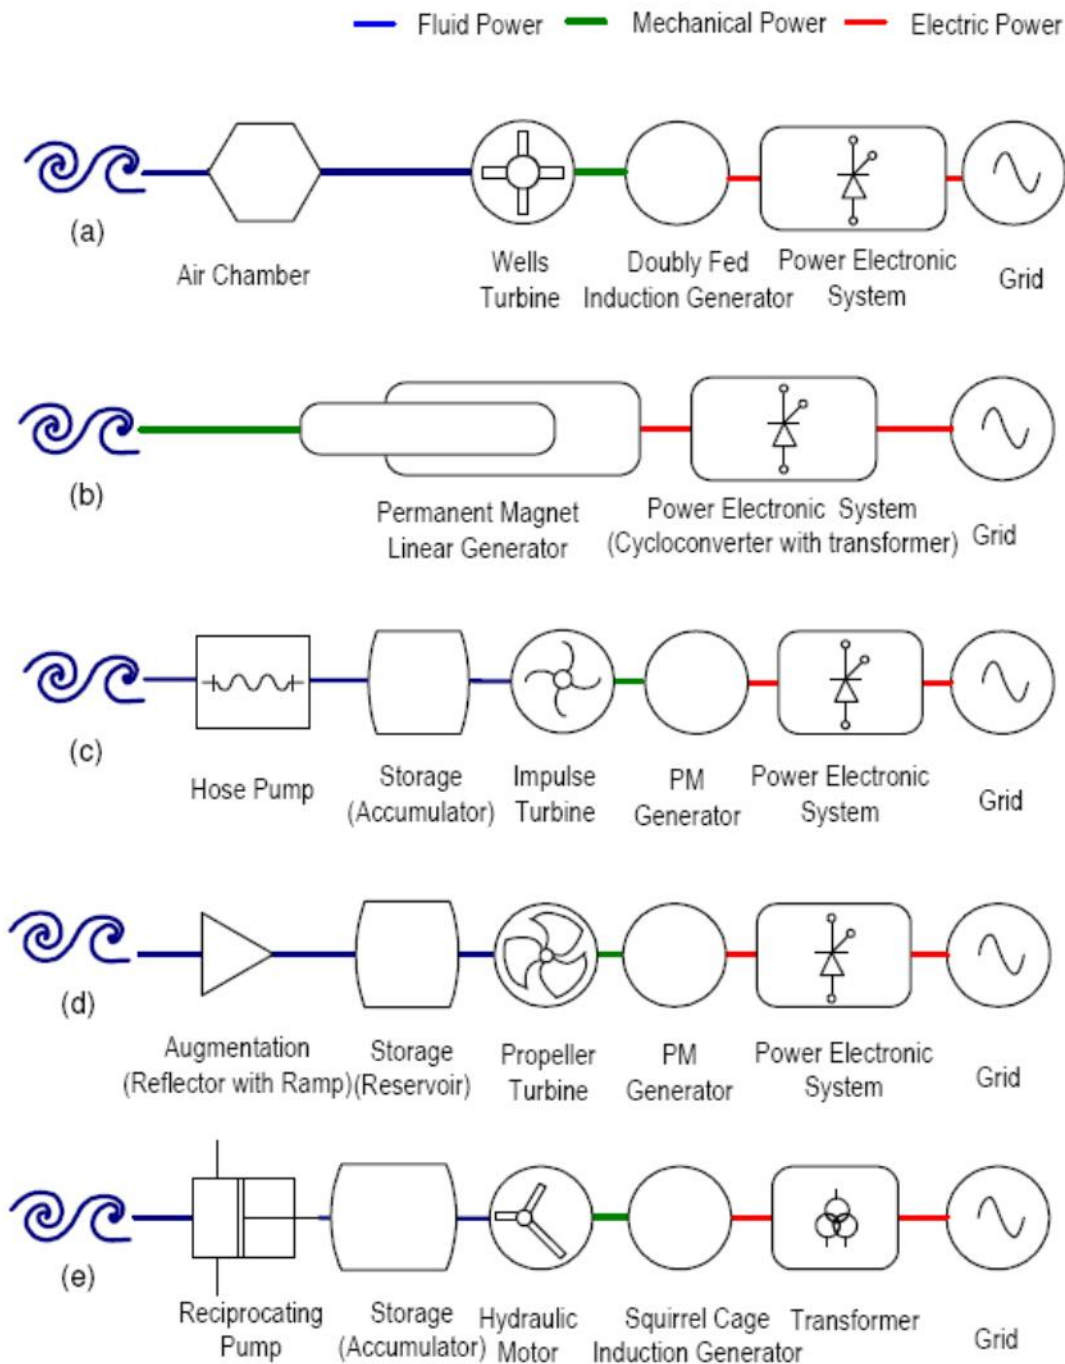 Fluid Power Mechanical Power Electric Power
(a)
Air Chamber
Wells
Turbine
Doubly Fed
Induction Generator
Power Electronic
System
Grid
(b)
Permanent Magnet
Linear Generator
Power Electronic System
(Cycloconverter with transformer)
Grid
(c)
Hose Pump
Storage
(Accumulator)
Impulse
Turbine
PM
Generator
Power Electronic
System
Grid
(d)
Augmentation
(Reflector with Ramp)
Storage
(Reservoir)
Propeller
Turbine
PM
Generator
Power Electronic
System
Grid
(e)
Reciprocating
Pump
Storage
(Accumulator)
Hydraulic
Motor
Squirrel Cage
Induction Generator
Transformer
Grid